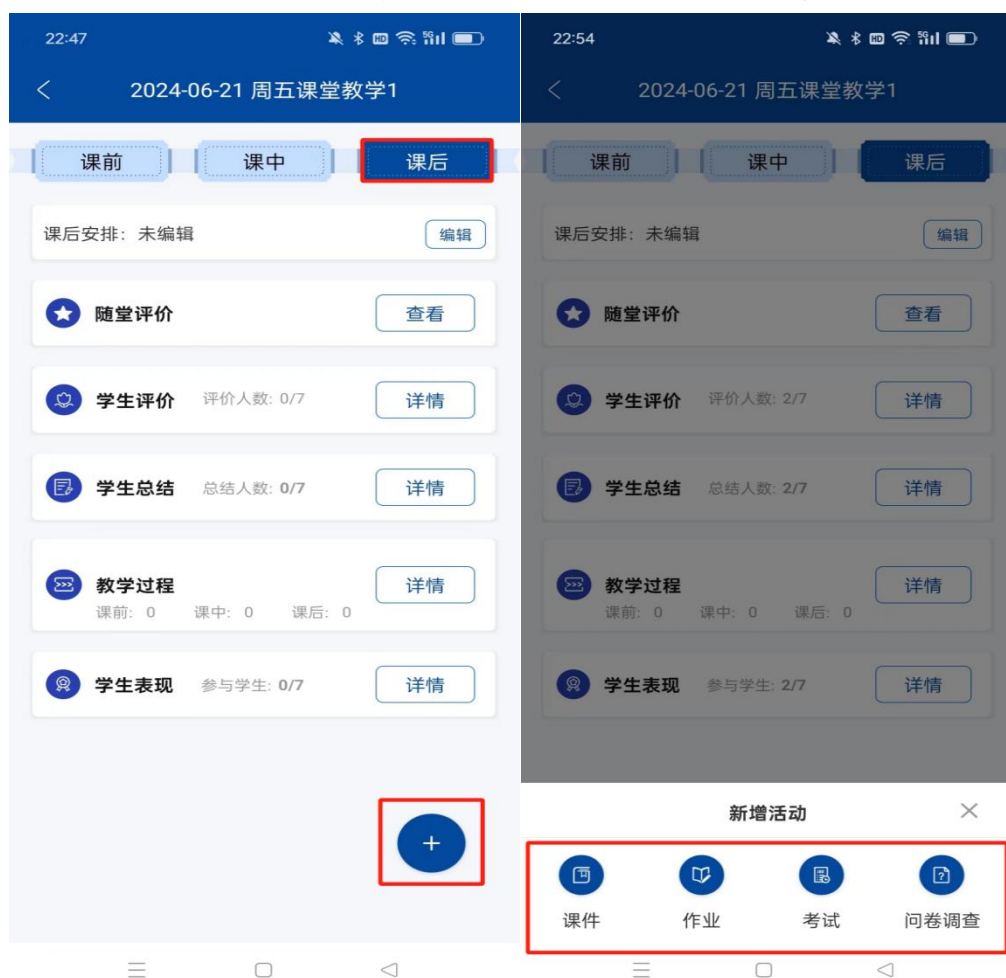 22:47
HD 5G
2024-06-21 周五课堂教学1
课前 课中 课后
课后安排：未编辑 编辑
随堂评价 查看
学生评价 评价人数: 0/7 详情
学生总结 总结人数: 0/7 详情
教学过程 详情
课前: 0 课中: 0 课后: 0
学生表现 参与学生: 0/7 详情
+
22:54
HD 5G
2024-06-21 周五课堂教学1
课前 课中 课后
课后安排：未编辑 编辑
随堂评价 查看
学生评价 评价人数: 2/7 详情
学生总结 总结人数: 2/7 详情
教学过程 详情
课前: 0 课中: 0 课后: 0
学生表现 参与学生: 2/7 详情
新增活动
课件 作业 考试 问卷调查